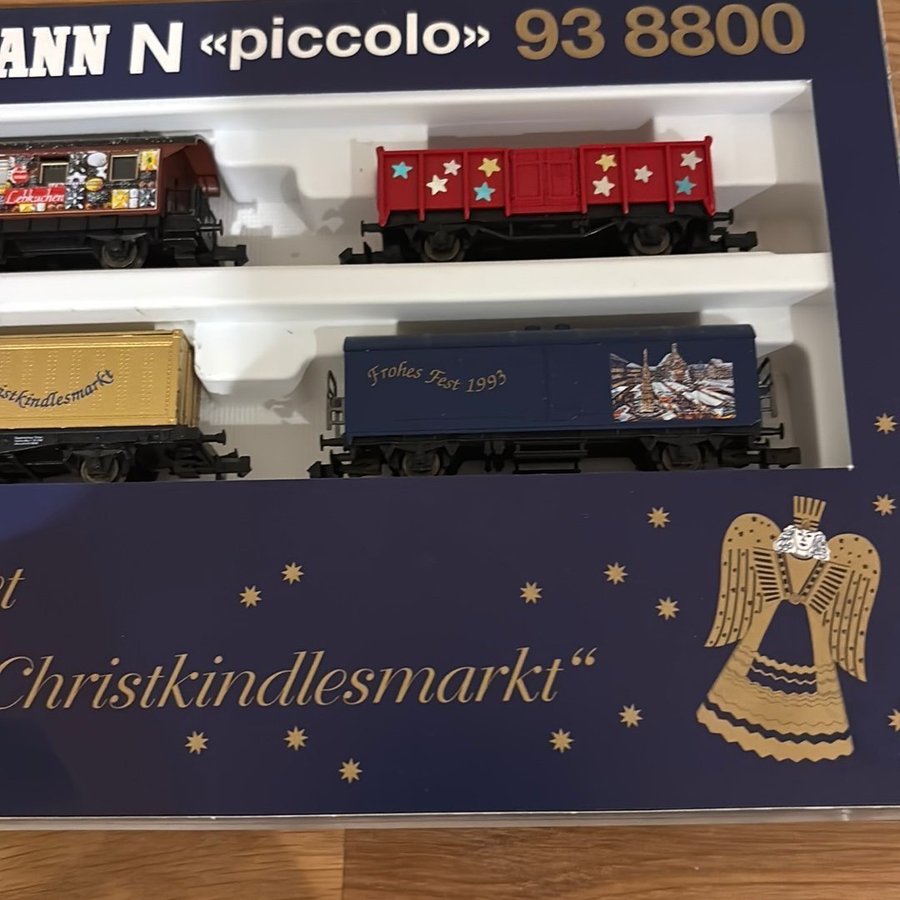 ANN N «piccolo» 93 8800
Lebkuchen
istkindlesmarkt
Frohes Fest 1993
Christkindlesmarkt“